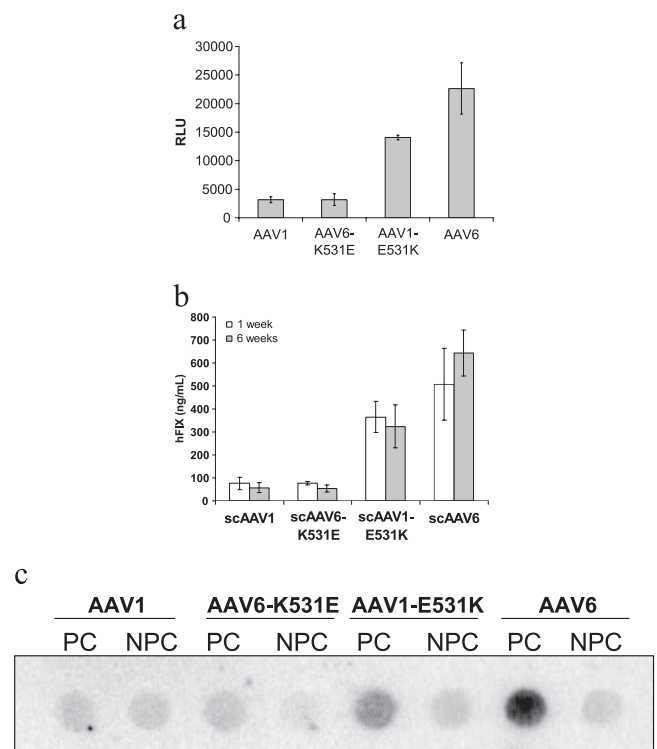 a
30000
25000
20000
15000
10000
5000
0
RLU
AAV1
AAV6-
K531E
AAV1-
E531K
AAV6
b
1 week
6 weeks
800
700
600
500
400
300
200
100
0
hFIX (ng/mL)
scAAV1
scAAV6-
K531E
scAAV1-
E531K
scAAV6
c
AAV1 AAV6-K531E AAV1-E531K AAV6
PC NPC PC NPC PC NPC PC NPC